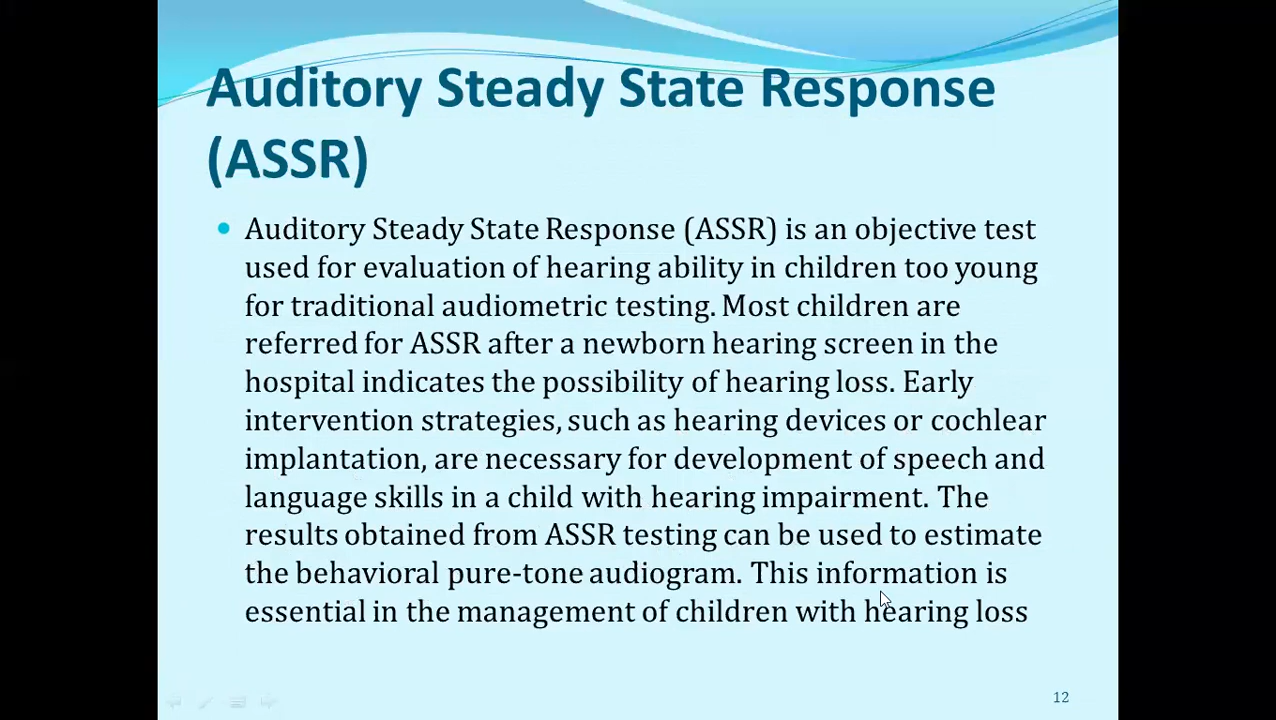 Auditory Steady State Response
(ASSR)
Auditory Steady State Response (ASSR) is an objective test
used for evaluation of hearing ability in children too young
for traditional audiometric testing. Most children are
referred for ASSR after a newborn hearing screen in the
hospital indicates the possibility of hearing loss. Early
intervention strategies, such as hearing devices or cochlear
implantation, are necessary for development of speech and
language skills in a child with hearing impairment. The
results obtained from ASSR testing can be used to estimate
the behavioral pure-tone audiogram. This information is
essential in the management of children with hearing loss
12